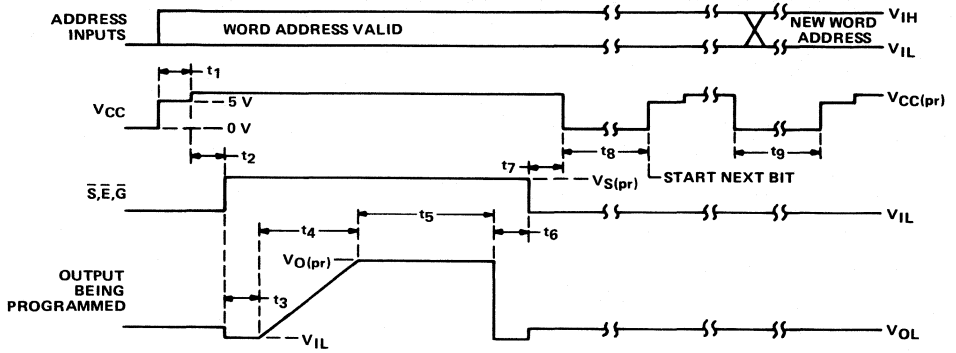 ADDRESS
INPUTS
WORD ADDRESS VALID
NEW WORD
ADDRESS
VIH
VIL
t1
VCC
5 V
0 V
VCC(pr)
t2
t7
t8
t9
START NEXT BIT
S̅,E̅,G̅
VS(pr)
VIL
t4
t5
t6
OUTPUT
BEING
PROGRAMMED
VO(pr)
t3
VIL
VOL